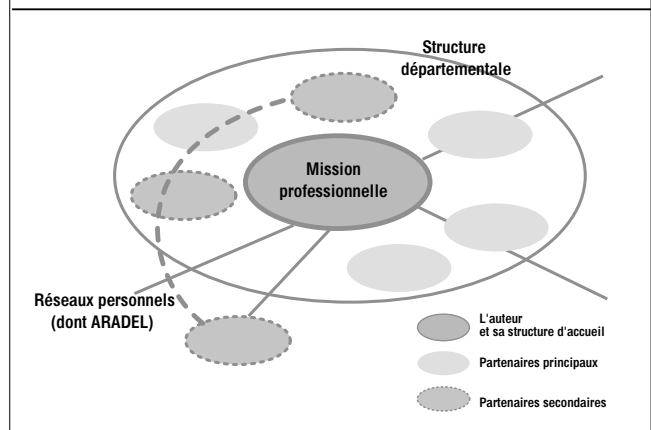 Structure
départementale
Mission
professionnelle
Réseaux personnels
(dont ARADEL)
L'auteur
et sa structure d'accueil
Partenaires principaux
Partenaires secondaires